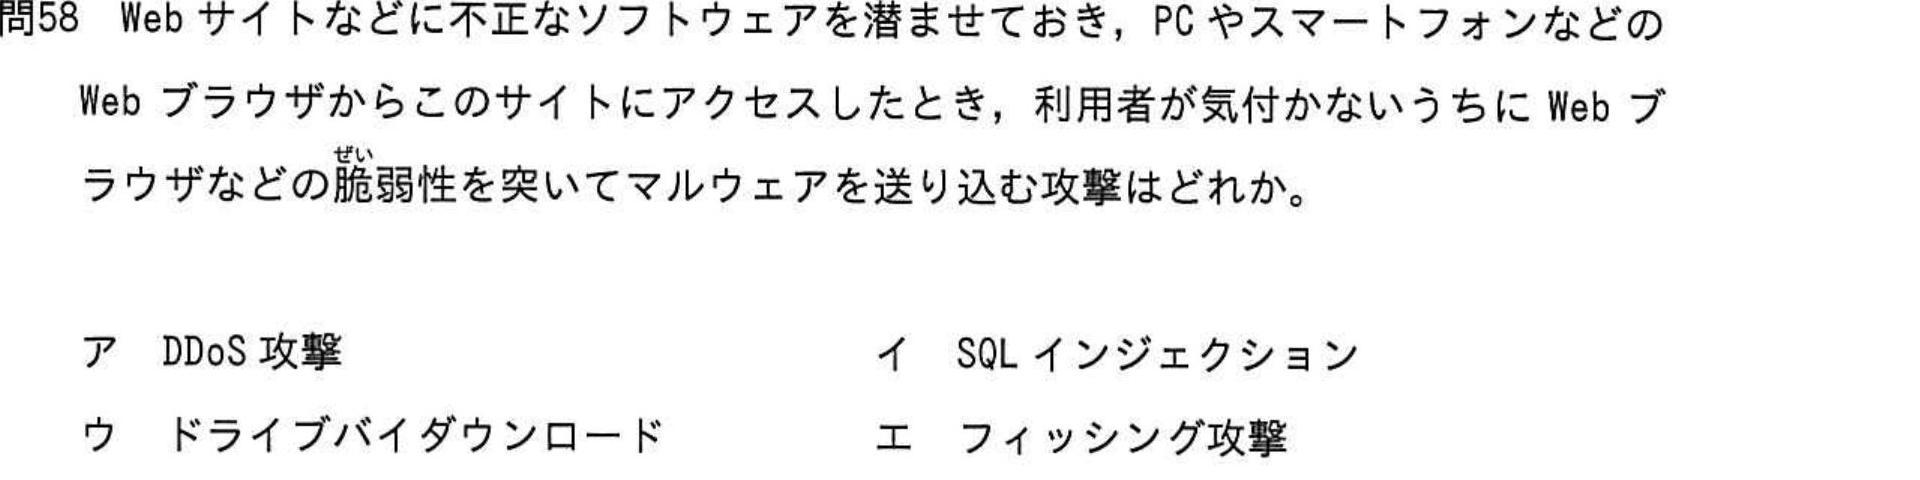 問58 Web サイトなどに不正なソフトウェアを潜ませておき，PC やスマートフォンなどの
Web ブラウザからこのサイトにアクセスしたとき，利用者が気付かないうちに Web ブ
ぜい
ラウザなどの脆弱性を突いてマルウェアを送り込む攻撃はどれか。
ア DDoS 攻撃 イ SQL インジェクション
ウ ドライブバイダウンロード エ フィッシング攻撃